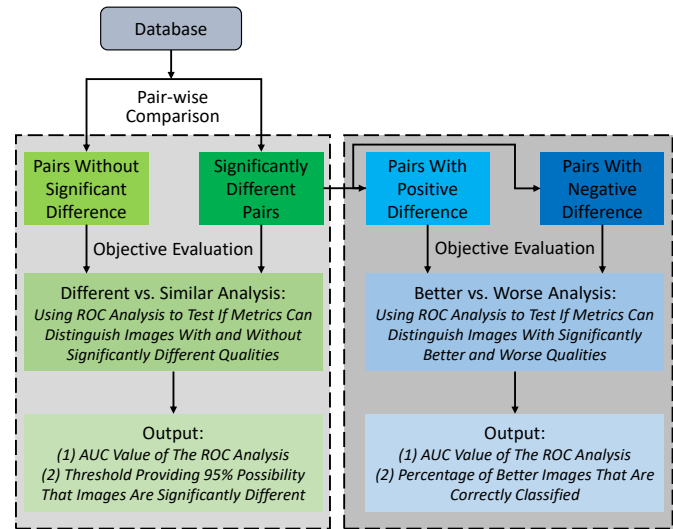 Database
Pair-wise
Comparison
Pairs Without
Significant
Difference
Significantly
Different
Pairs
Pairs With
Positive
Difference
Pairs With
Negative
Difference
Objective Evaluation
Objective Evaluation
Different vs. Similar Analysis:
Using ROC Analysis to Test If Metrics Can
Distinguish Images With and Without
Significantly Different Qualities
Better vs. Worse Analysis:
Using ROC Analysis to Test If Metrics Can
Distinguish Images With Significantly
Better and Worse Qualities
Output:
(1) AUC Value of The ROC Analysis
(2) Threshold Providing 95% Possibility
That Images Are Significantly Different
Output:
(1) AUC Value of The ROC Analysis
(2) Percentage of Better Images That Are
Correctly Classified